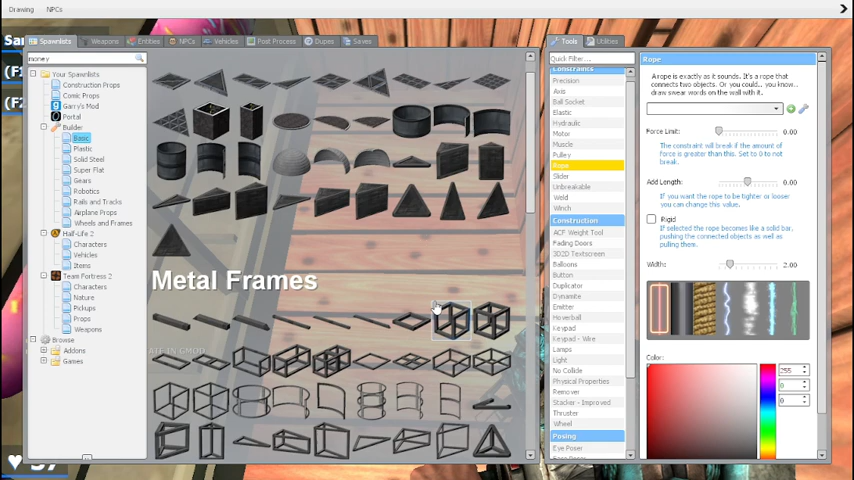 Drawing NPCs
San
(F1
(F2
Spawnlists Weapons Entities NPCs Vehicles Post Process Dupes Saves
money
Your Spawnlists
Construction Props
Comic Props
Garry's Mod
Portal
Builder
Basic
Plastic
Solid Steel
Super Flat
Gears
Robotics
Rails and Tracks
Airplane Props
Wheels and Frames
Half-Life 2
Characters
Vehicles
Items
Team Fortress 2
Characters
Nature
Pickups
Props
Weapons
Browse
Addons
Games
Metal Frames
37
Tools Utilities
Quick Filter...
Constraints
Precision
Axis
Ball Socket
Elastic
Hydraulic
Motor
Muscle
Pulley
Rope
Slider
Unbreakable
Weld
Winch
Construction
ACF Weight Tool
Fading Doors
3D2D Textscreen
Balloons
Button
Duplicator
Dynamite
Emitter
Hoverball
Keypad
Keypad - Wire
Lamps
Light
No Collide
Physical Properties
Remover
Stacker - Improved
Thruster
Wheel
Posing
Eye Poser
Rope
A rope is exactly as it sounds. It's a rope that
connects two objects. Or you could.. you know..
draw swear words on the wall with it.
Force Limit: 0.00
The constraint will break if the amount of
force is greater than this. Set to 0 to not
break.
Add Length: 0.00
If you want the rope to be tighter or looser
you can change this value.
Rigid
If selected the rope becomes like a solid bar,
pushing the connected objects as well as
pulling them.
Width: 2.00
Color:
255
0
0